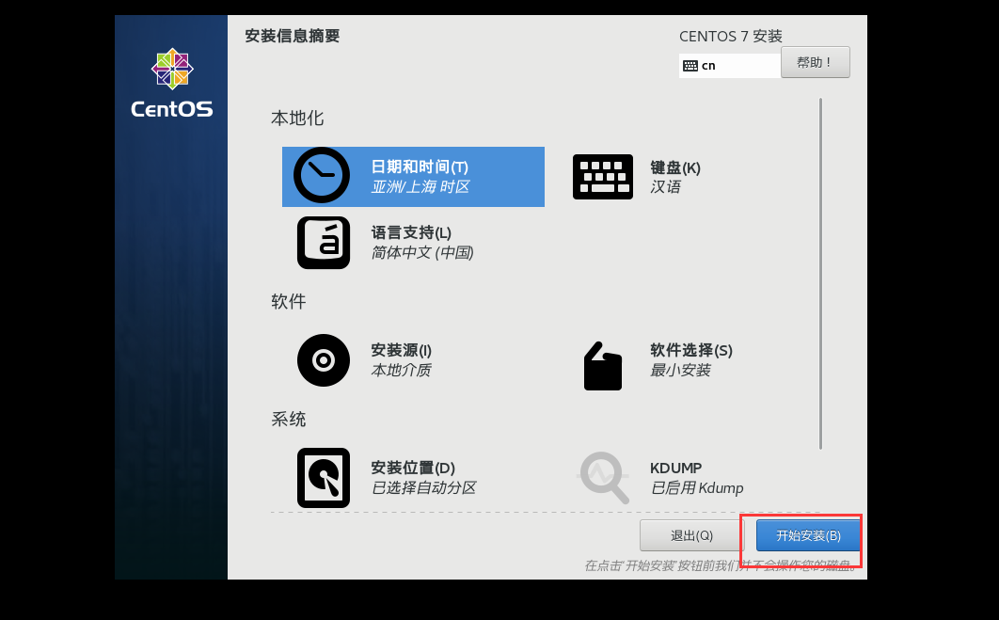 CentOS
安装信息摘要
CENTOS 7 安装
cn
帮助！
本地化
日期和时间(T)
亚洲/上海 时区
键盘(K)
汉语
á
语言支持(L)
简体中文 (中国)
软件
安装源(I)
本地介质
软件选择(S)
最小安装
系统
安装位置(D)
已选择自动分区
KDUMP
已启用 Kdump
退出(Q)
开始安装(B)
在点击“开始安装”按钮前我们并不会操作您的磁盘。